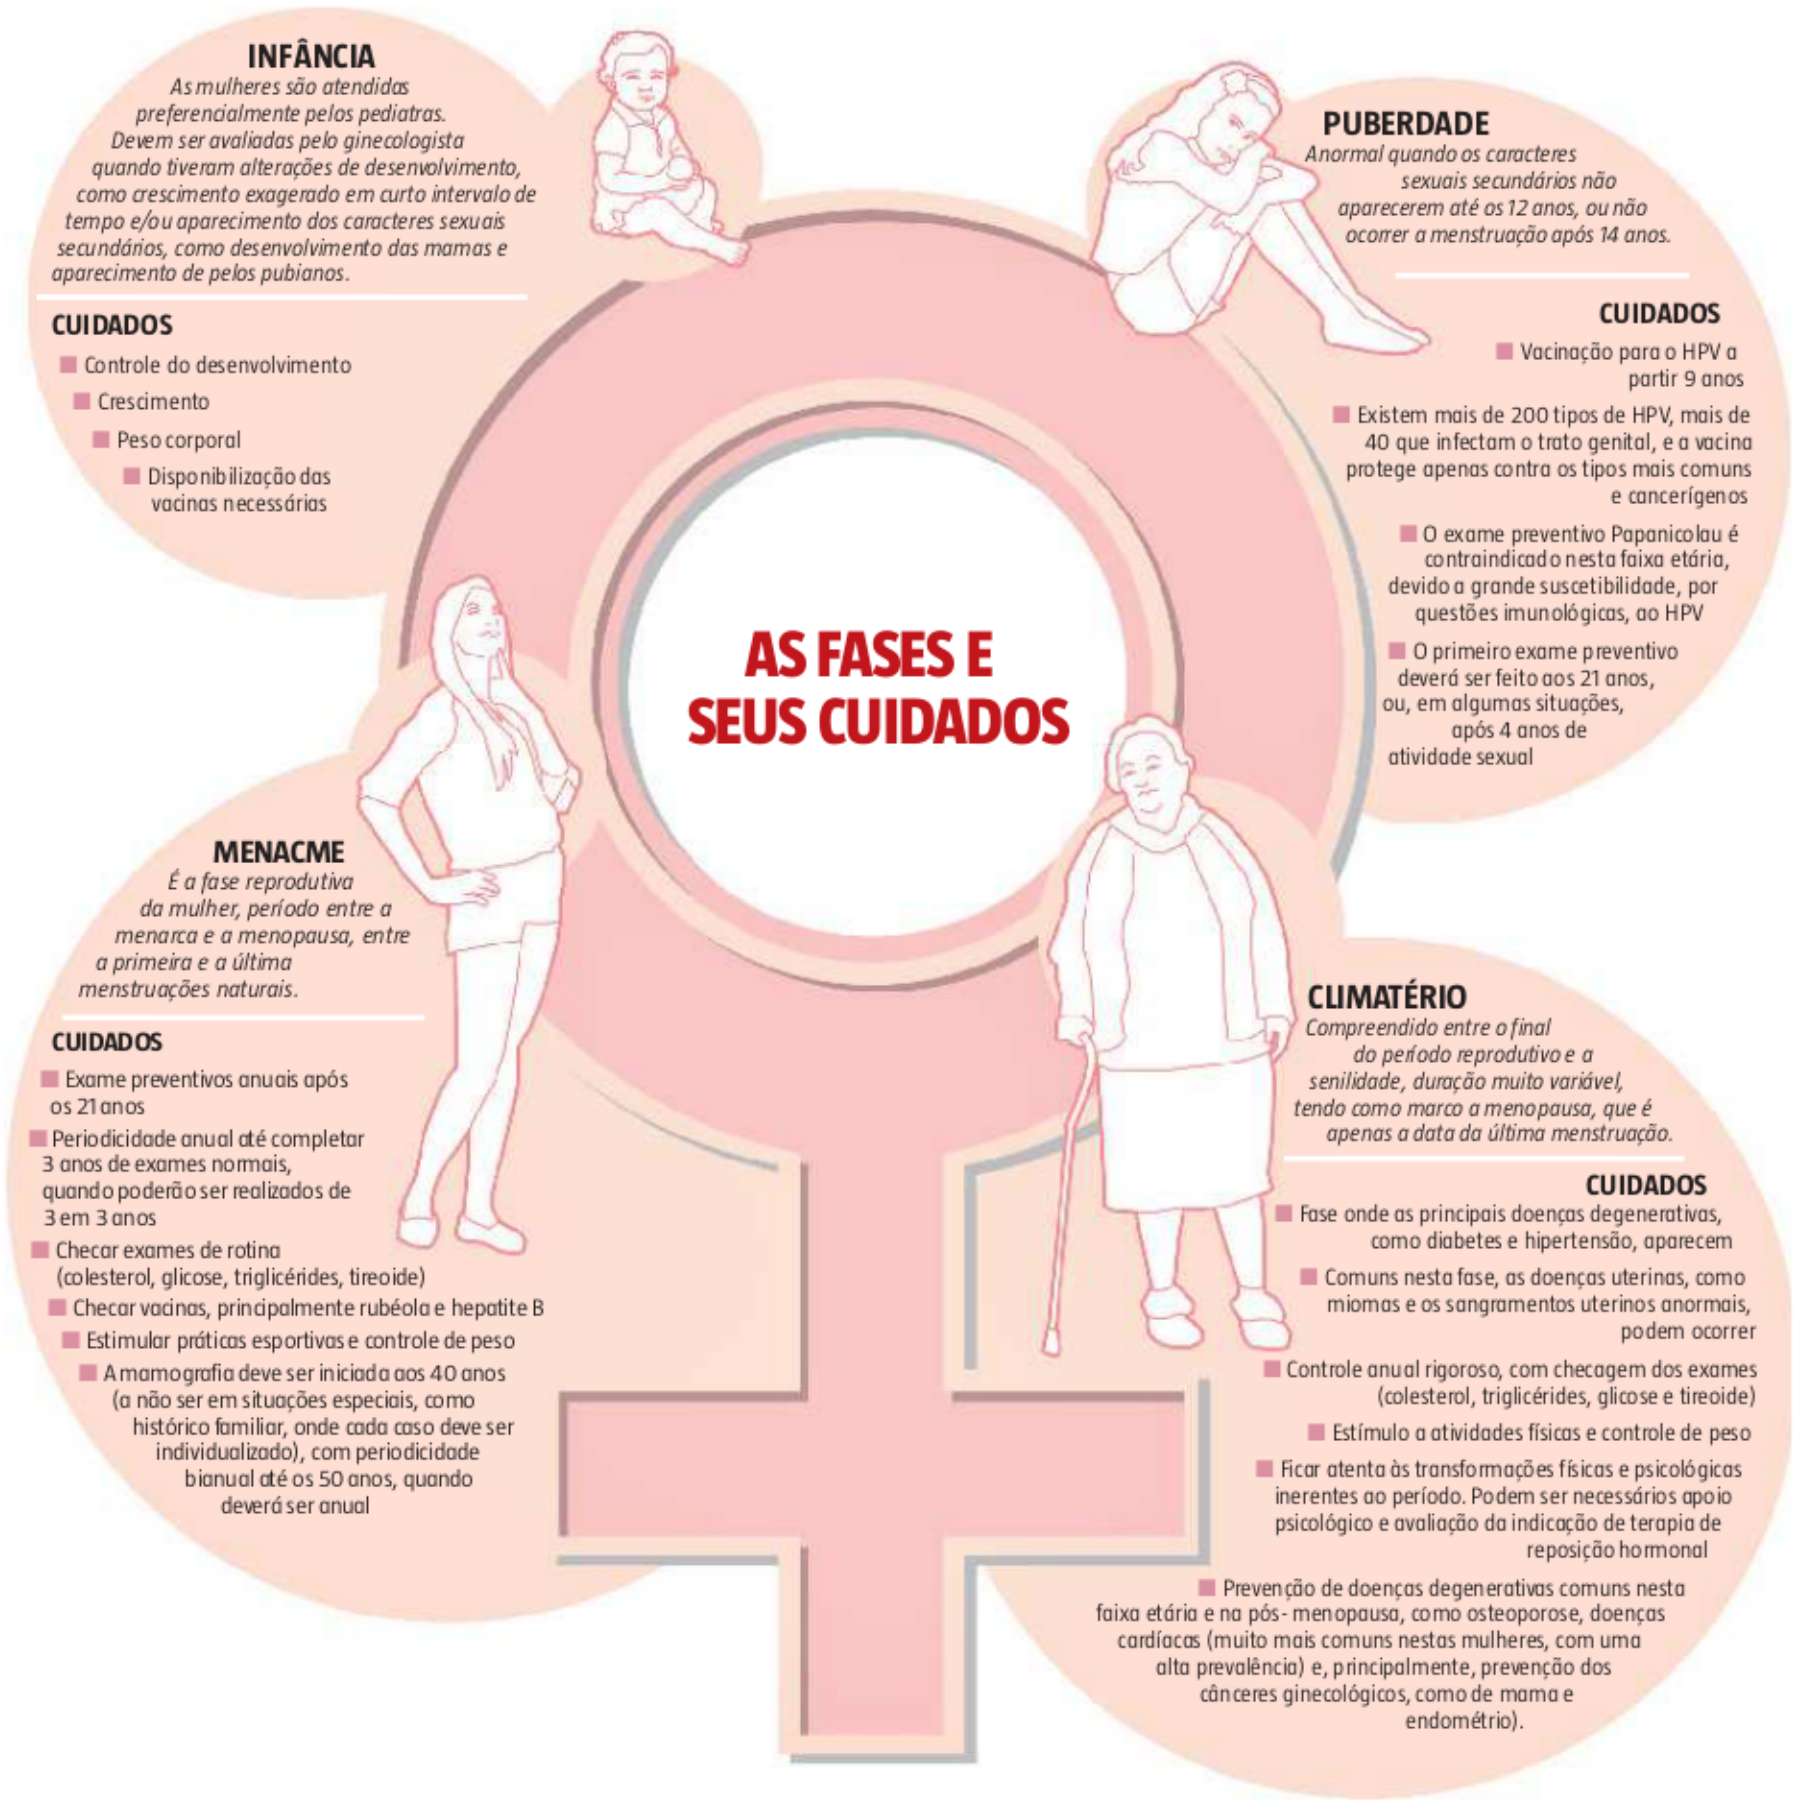 INFÂNCIA
As mulheres são atendidas
preferencialmente pelos pediatras.
Devem ser avaliadas pelo ginecologista
quando tiveram alterações de desenvolvimento,
como crescimento exagerado em curto intervalo de
tempo e/ou aparecimento dos caracteres sexuais
secundários, como desenvolvimento das mamas e
aparecimento de pelos pubianos.
CUIDADOS
Controle do desenvolvimento
Crescimento
Peso corporal
Disponibilização das
vacinas necessárias
PUBERDADE
Anormal quando os caracteres
sexuais secundários não
aparecerem até os 12 anos, ou não
ocorrer a menstruação após 14 anos.
CUIDADOS
Vacinação para o HPV a
partir 9 anos
Existem mais de 200 tipos de HPV, mais de
40 que infectam o trato genital, e a vacina
protege apenas contra os tipos mais comuns
e cancerígenos
O exame preventivo Papanicolau é
contraindicado nesta faixa etária,
devido a grande suscetibilidade, por
questões imunológicas, ao HPV
O primeiro exame preventivo
deverá ser feito aos 21 anos,
ou, em algumas situações,
após 4 anos de
atividade sexual
AS FASES E
SEUS CUIDADOS
MENACME
É a fase reprodutiva
da mulher, período entre a
menarca e a menopausa, entre
a primeira e a última
menstruações naturais.
CUIDADOS
Exame preventivos anuais após
os 21 anos
Periodicidade anual até completar
3 anos de exames normais,
quando poderão ser realizados de
3 em 3 anos
Checar exames de rotina
(colesterol, glicose, triglicérides, tireoide)
Checar vacinas, principalmente rubéola e hepatite B
Estimular práticas esportivas e controle de peso
A mamografia deve ser iniciada aos 40 anos
(a não ser em situações especiais, como
histórico familiar, onde cada caso deve ser
individualizado), com periodicidade
bianual até os 50 anos, quando
deverá ser anual
CLIMATÉRIO
Compreendido entre o final
do período reprodutivo e a
senilidade, duração muito variável,
tendo como marco a menopausa, que é
apenas a data da última menstruação.
CUIDADOS
Fase onde as principais doenças degenerativas,
como diabetes e hipertensão, aparecem
Comuns nesta fase, as doenças uterinas, como
miomas e os sangramentos uterinos anormais,
podem ocorrer
Controle anual rigoroso, com checagem dos exames
(colesterol, triglicérides, glicose e tireoide)
Estímulo a atividades físicas e controle de peso
Ficar atenta às transformações físicas e psicológicas
inerentes ao período. Podem ser necessários apoio
psicológico e avaliação da indicação de terapia de
reposição hormonal
Prevenção de doenças degenerativas comuns nesta
faixa etária e na pós-menopausa, como osteoporose, doenças
cardíacas (muito mais comuns nestas mulheres, com uma
alta prevalência) e, principalmente, prevenção dos
cânceres ginecológicos, como de mama e
endométrio).